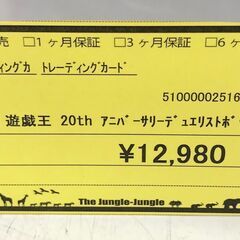 売 □1ヶ月保証 □3ヶ月保証 □6ヶ
ィングカ トレーディングカード
51000002516
遊戯王 20th アニバーサリーデュエリストボ
¥12,980
The Jungle-Jungle